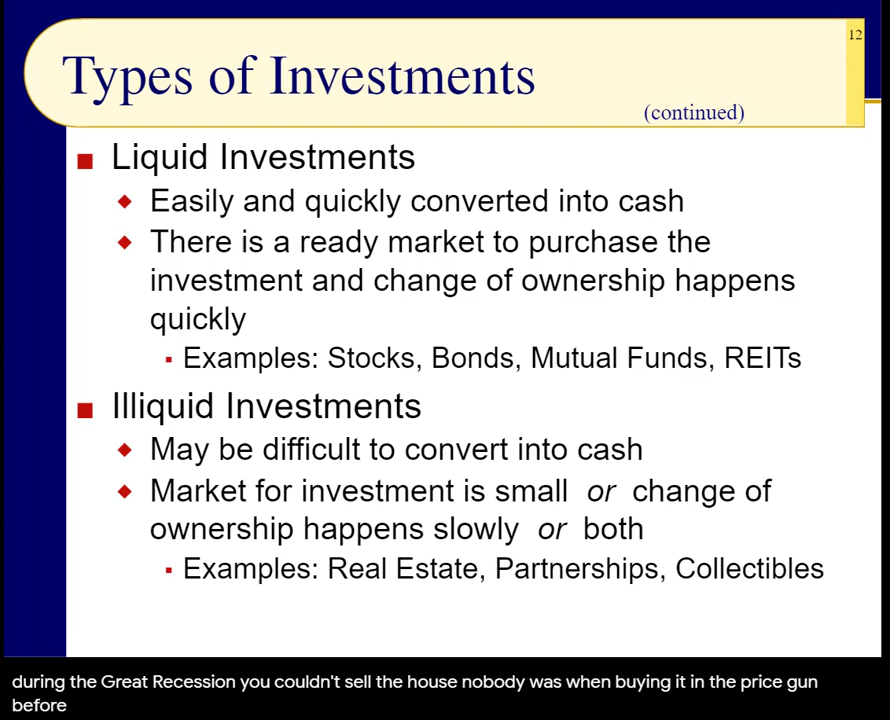 12
Types of Investments
(continued)
Liquid Investments
Easily and quickly converted into cash
There is a ready market to purchase the
investment and change of ownership happens
quickly
Examples: Stocks, Bonds, Mutual Funds, REITs
Illiquid Investments
May be difficult to convert into cash
Market for investment is small or change of
ownership happens slowly or both
Examples: Real Estate, Partnerships, Collectibles
during the Great Recession you couldn't sell the house nobody was when buying it in the price gun
before